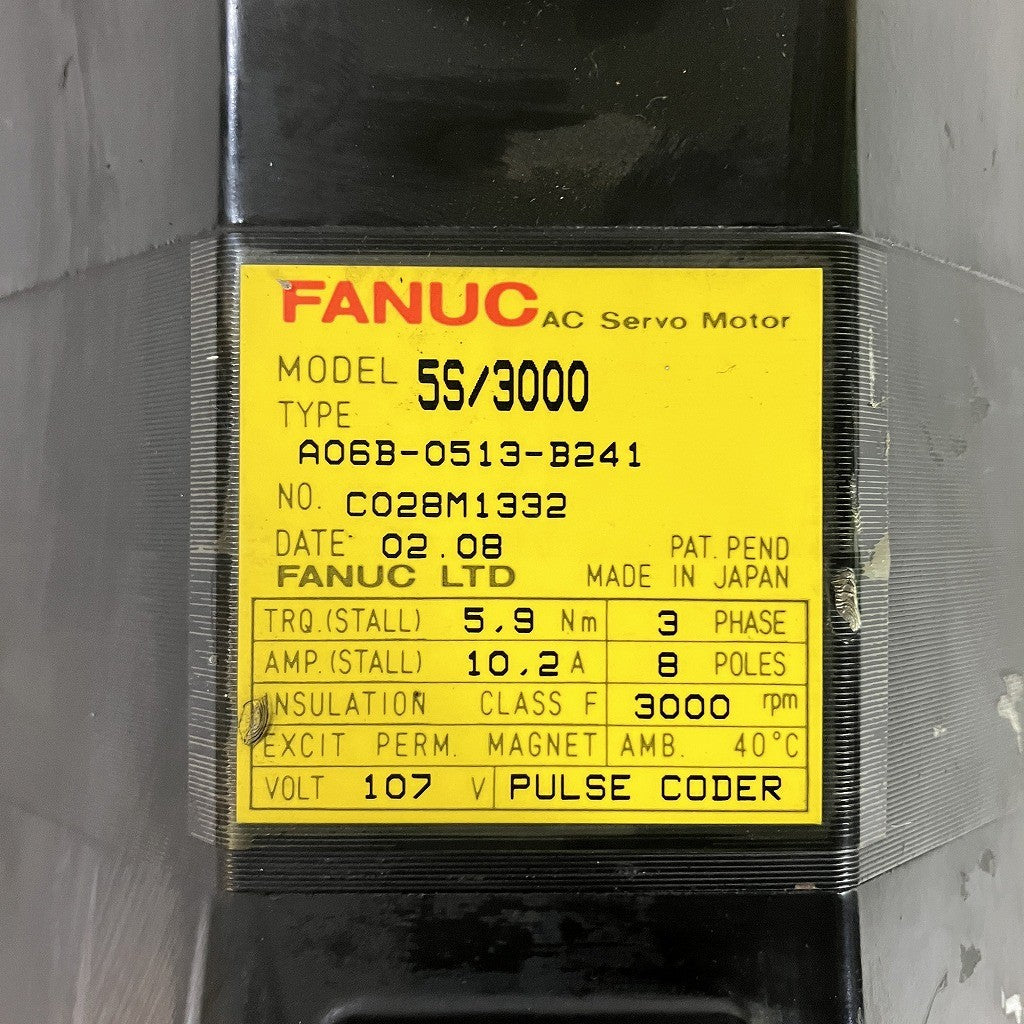 FANUC AC Servo Motor
MODEL 5S/3000
TYPE
A06B-0513-B241
NO. C028M1332
DATE 02.08 PAT. PEND
FANUC LTD MADE IN JAPAN
TRQ.(STALL) 5,9 Nm 3 PHASE
AMP.(STALL) 10,2 A 8 POLES
INSULATION CLASS F 3000 rpm
EXCIT PERM. MAGNET AMB. 40°C
VOLT 107 V PULSE CODER